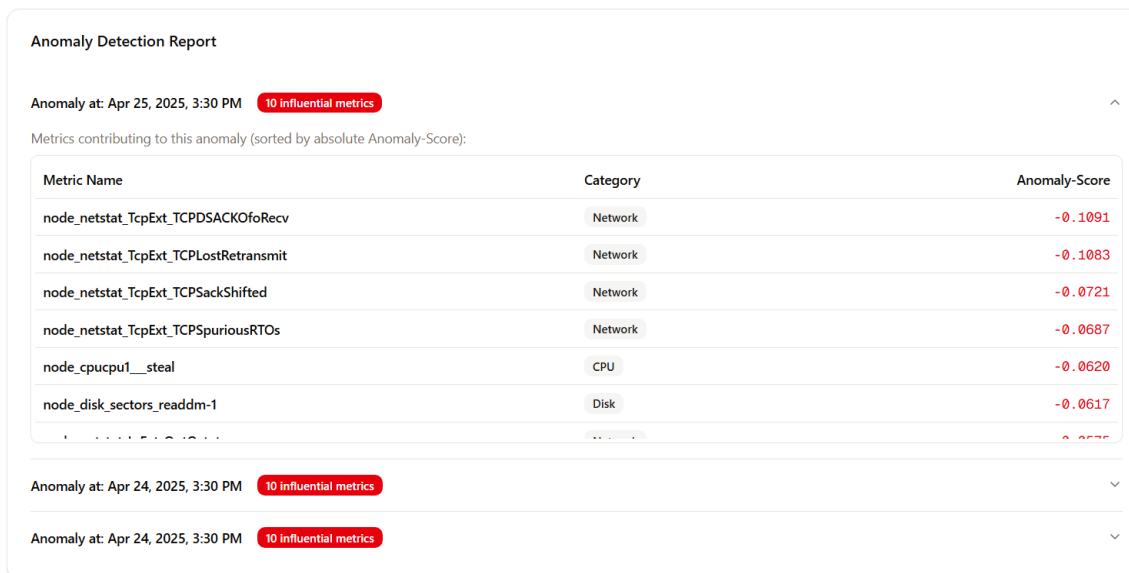 Anomaly Detection Report
Anomaly at: Apr 25, 2025, 3:30 PM 10 influential metrics
Metrics contributing to this anomaly (sorted by absolute Anomaly-Score):
Metric Name Category Anomaly-Score
node_netstat_TcpExt_TCPDSACKOfoRecv Network -0.1091
node_netstat_TcpExt_TCPLostRetransmit Network -0.1083
node_netstat_TcpExt_TCPSackShifted Network -0.0721
node_netstat_TcpExt_TCPSpuriousRTOs Network -0.0687
node_cpucpu1__steal CPU -0.0620
node_disk_sectors_readdm-1 Disk -0.0617
Anomaly at: Apr 24, 2025, 3:30 PM 10 influential metrics
Anomaly at: Apr 24, 2025, 3:30 PM 10 influential metrics